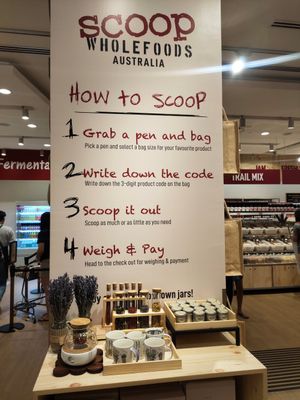 SCOOP
WHOLEFOODS
AUSTRALIA
HOW TO SCOOP
1 Grab a pen and bag
Pick a pen and select a bag size for your favourite product
2 Write down the code
Write down the 3-digit product code on the bag
3 Scoop it out
Scoop as much or as little as you need
4 Weigh & Pay
Head to the check out for weighing & payment
own jars!
TRAIL MIX